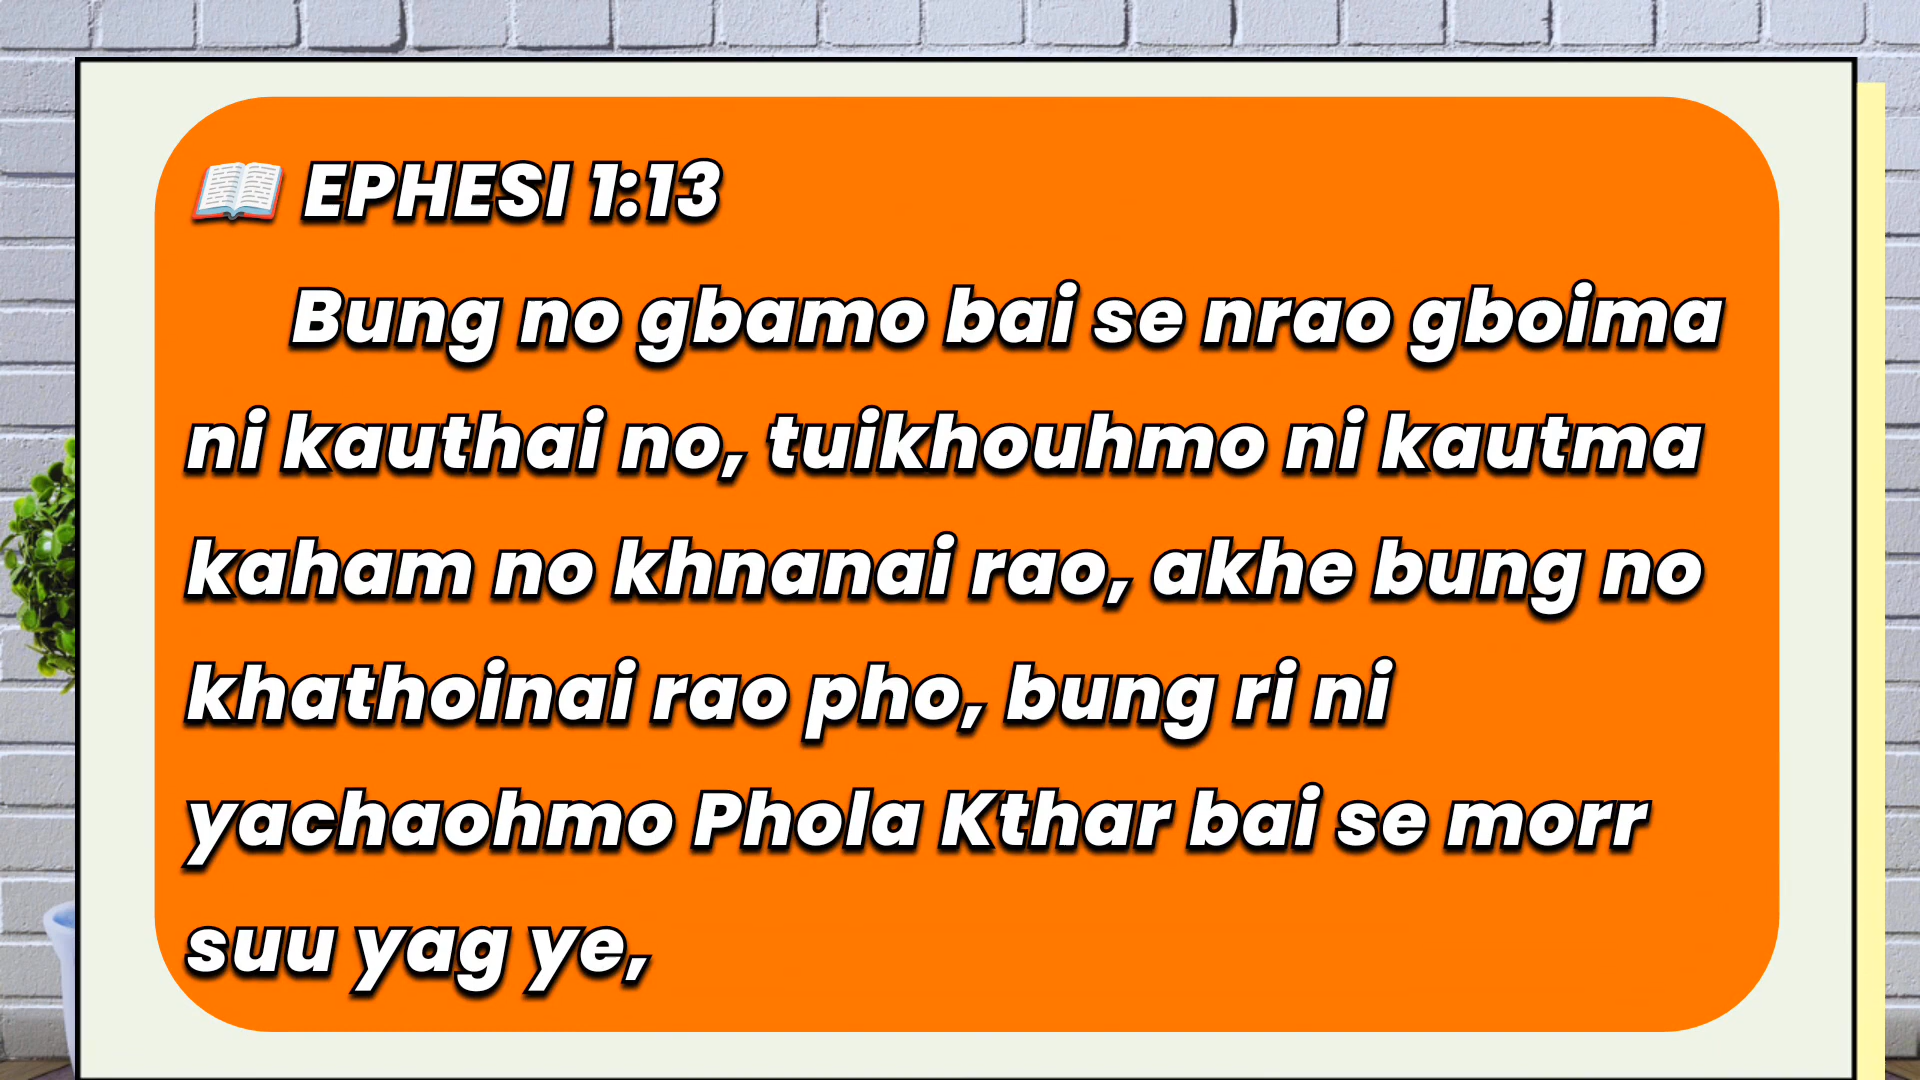 📖 EPHESI 1:13
Bung no gbamo bai se nrao gboima
ni kauthai no, tuikhouhmo ni kautma
kaham no khnanai rao, akhe bung no
khathoinai rao pho, bung ri ni
yachaohmo Phola Kthar bai se morr
suu yag ye,